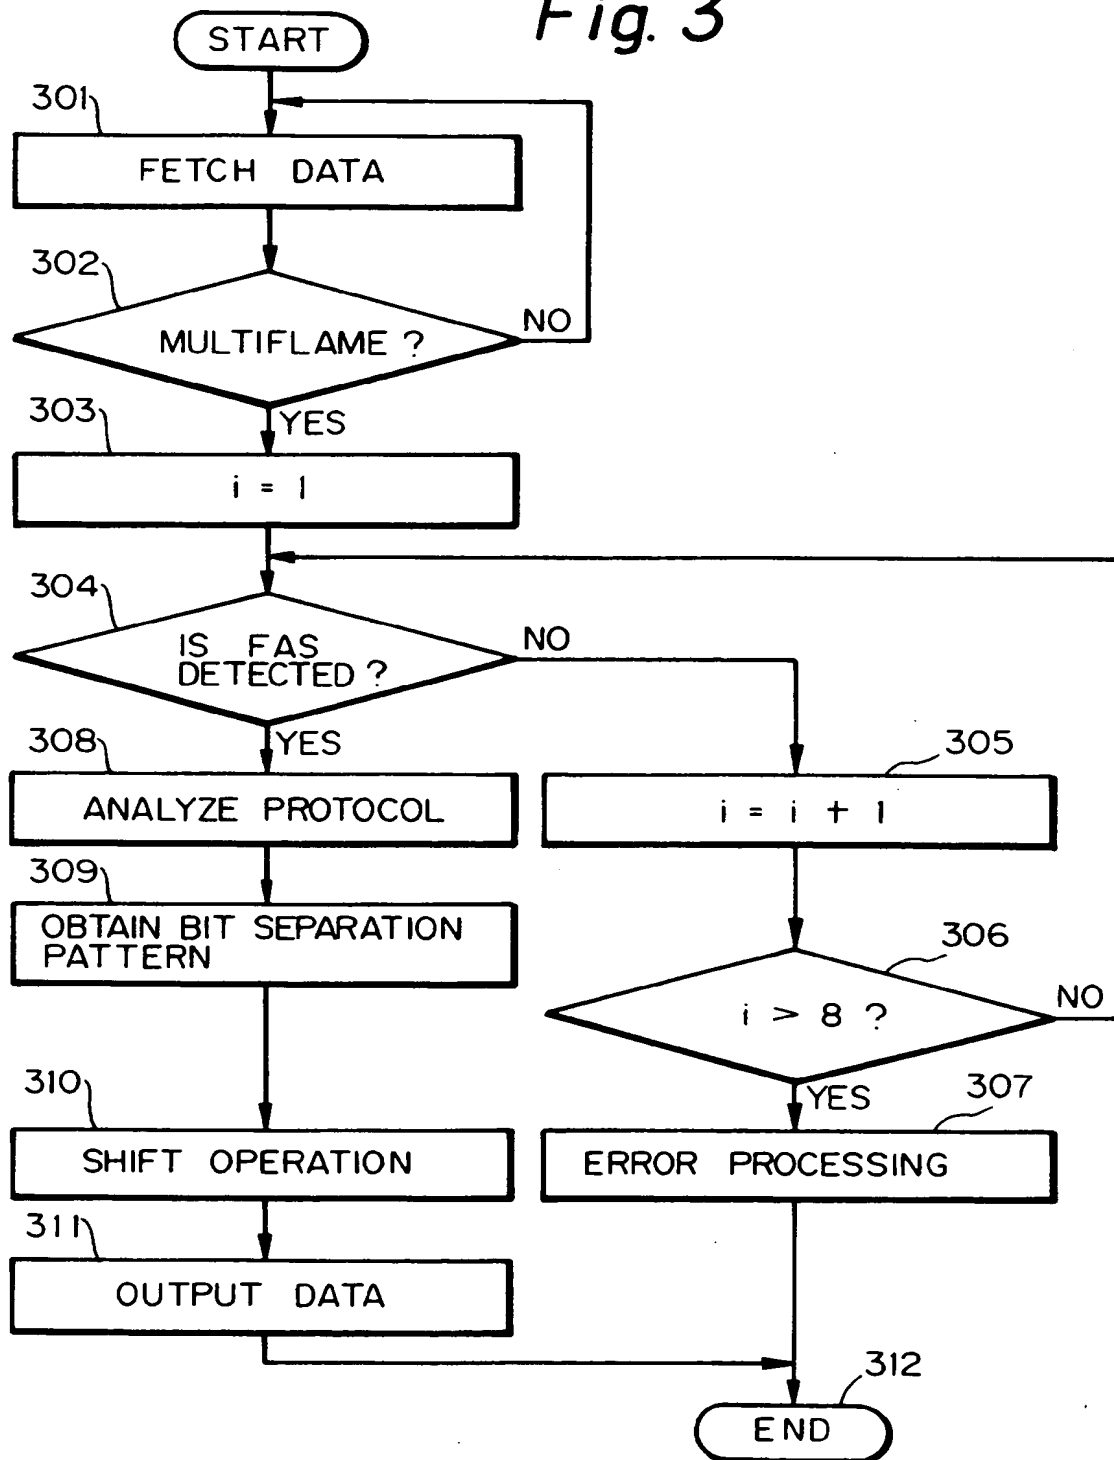 Fig. 3
START
301
FETCH DATA
302
MULTIFLAME ?
NO
YES
303
i = 1
304
IS FAS
DETECTED ?
NO
YES
308
ANALYZE PROTOCOL
305
i = i + 1
309
OBTAIN BIT SEPARATION
PATTERN
306
i > 8 ?
NO
YES
310
SHIFT OPERATION
307
ERROR PROCESSING
311
OUTPUT DATA
312
END